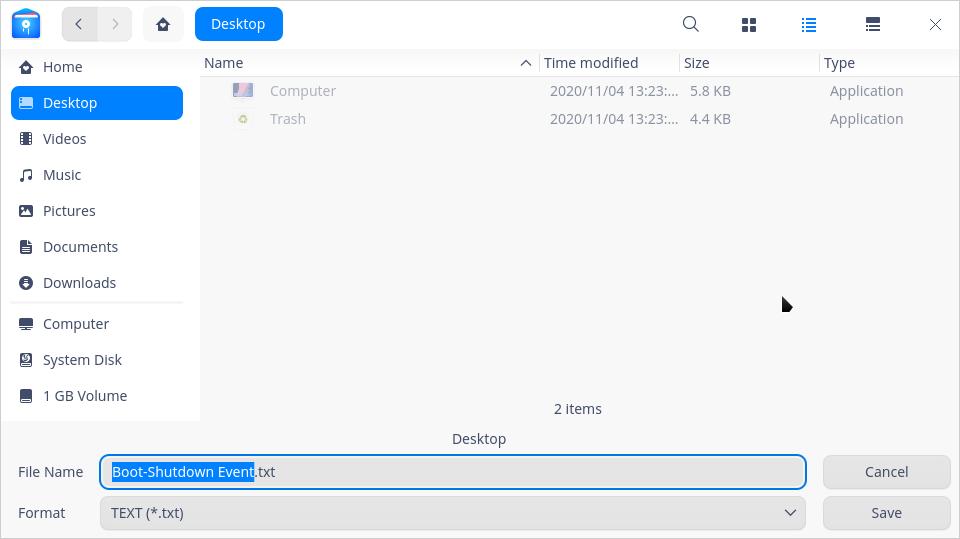 Desktop
Name Time modified Size Type
Home
Desktop
Videos
Music
Pictures
Documents
Downloads
Computer
System Disk
1 GB Volume
Computer 2020/11/04 13:23:... 5.8 KB Application
Trash 2020/11/04 13:23:... 4.4 KB Application
2 items
Desktop
File Name Boot-Shutdown Event.txt Cancel
Format TEXT (*.txt) Save